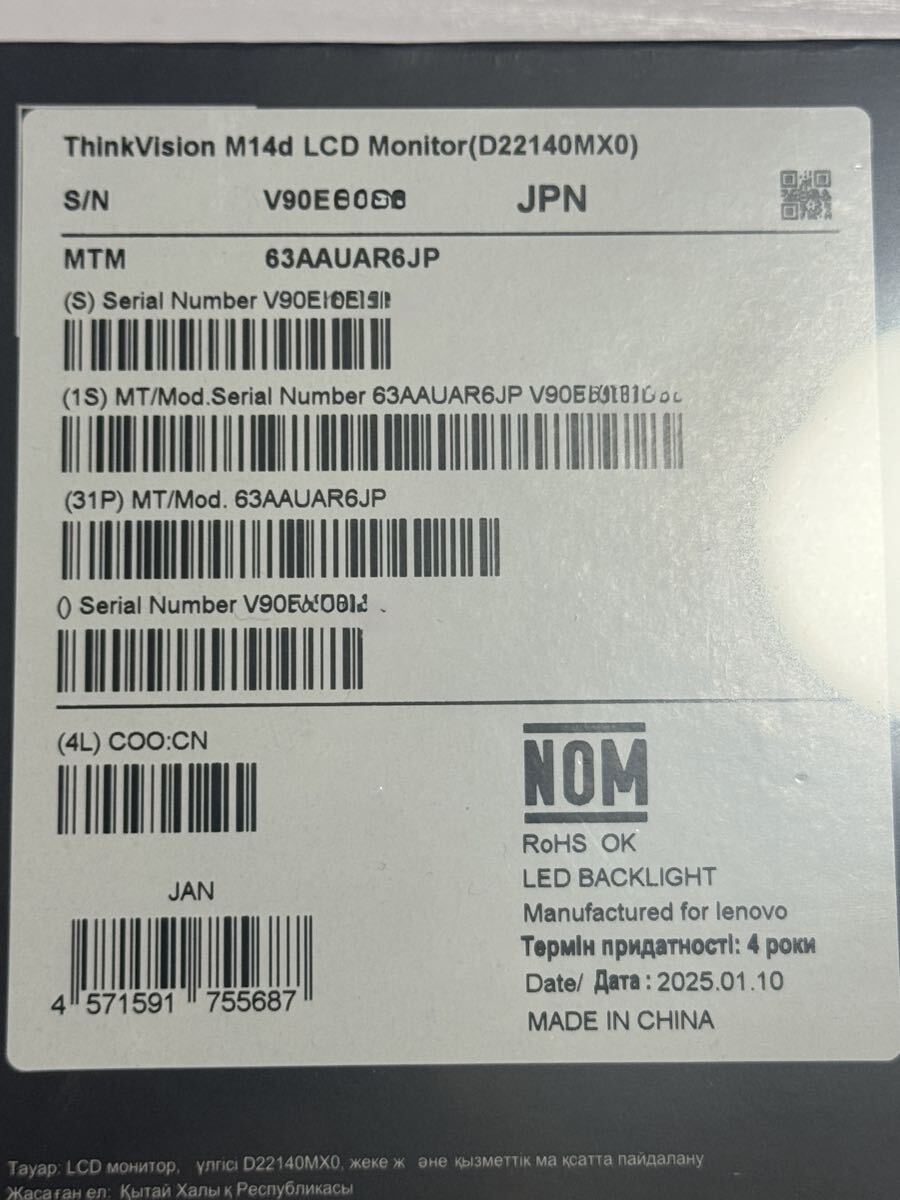 ThinkVision M14d LCD Monitor(D22140MX0)
S/N JPN
MTM 63AAUAR6JP
(S) Serial Number
(1S) MT/Mod.Serial Number 63AAUAR6JP
(31P) MT/Mod. 63AAUAR6JP
() Serial Number
(4L) COO:CN
NOM
RoHS OK
LED BACKLIGHT
Manufactured for lenovo
Термін придатності: 4 роки
Date/ Дата : 2025.01.10
MADE IN CHINA
JAN
4 571591 755687
Тауар: LCD монитор, үлгісі D22140MX0, жеке ж әне қызметтік ма қсатта пайдалану
Жасаған ел: Қытай Халы қ Республикасы